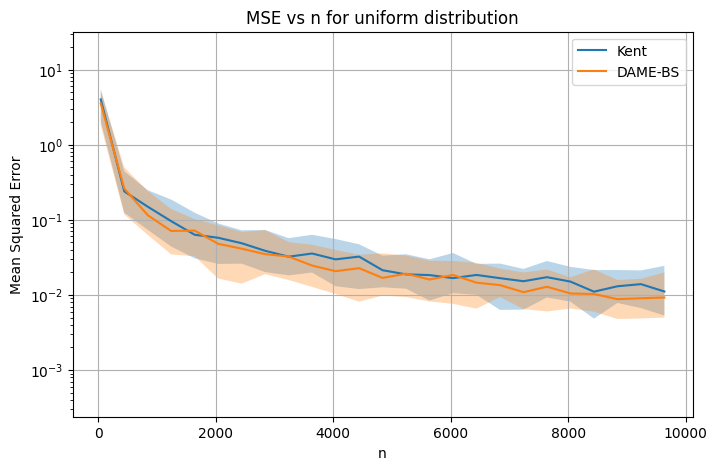 MSE vs n for uniform distribution
Kent
DAME-BS
Mean Squared Error
10¹
10⁰
10⁻¹
10⁻²
10⁻³
0 2000 4000 6000 8000 10000
n